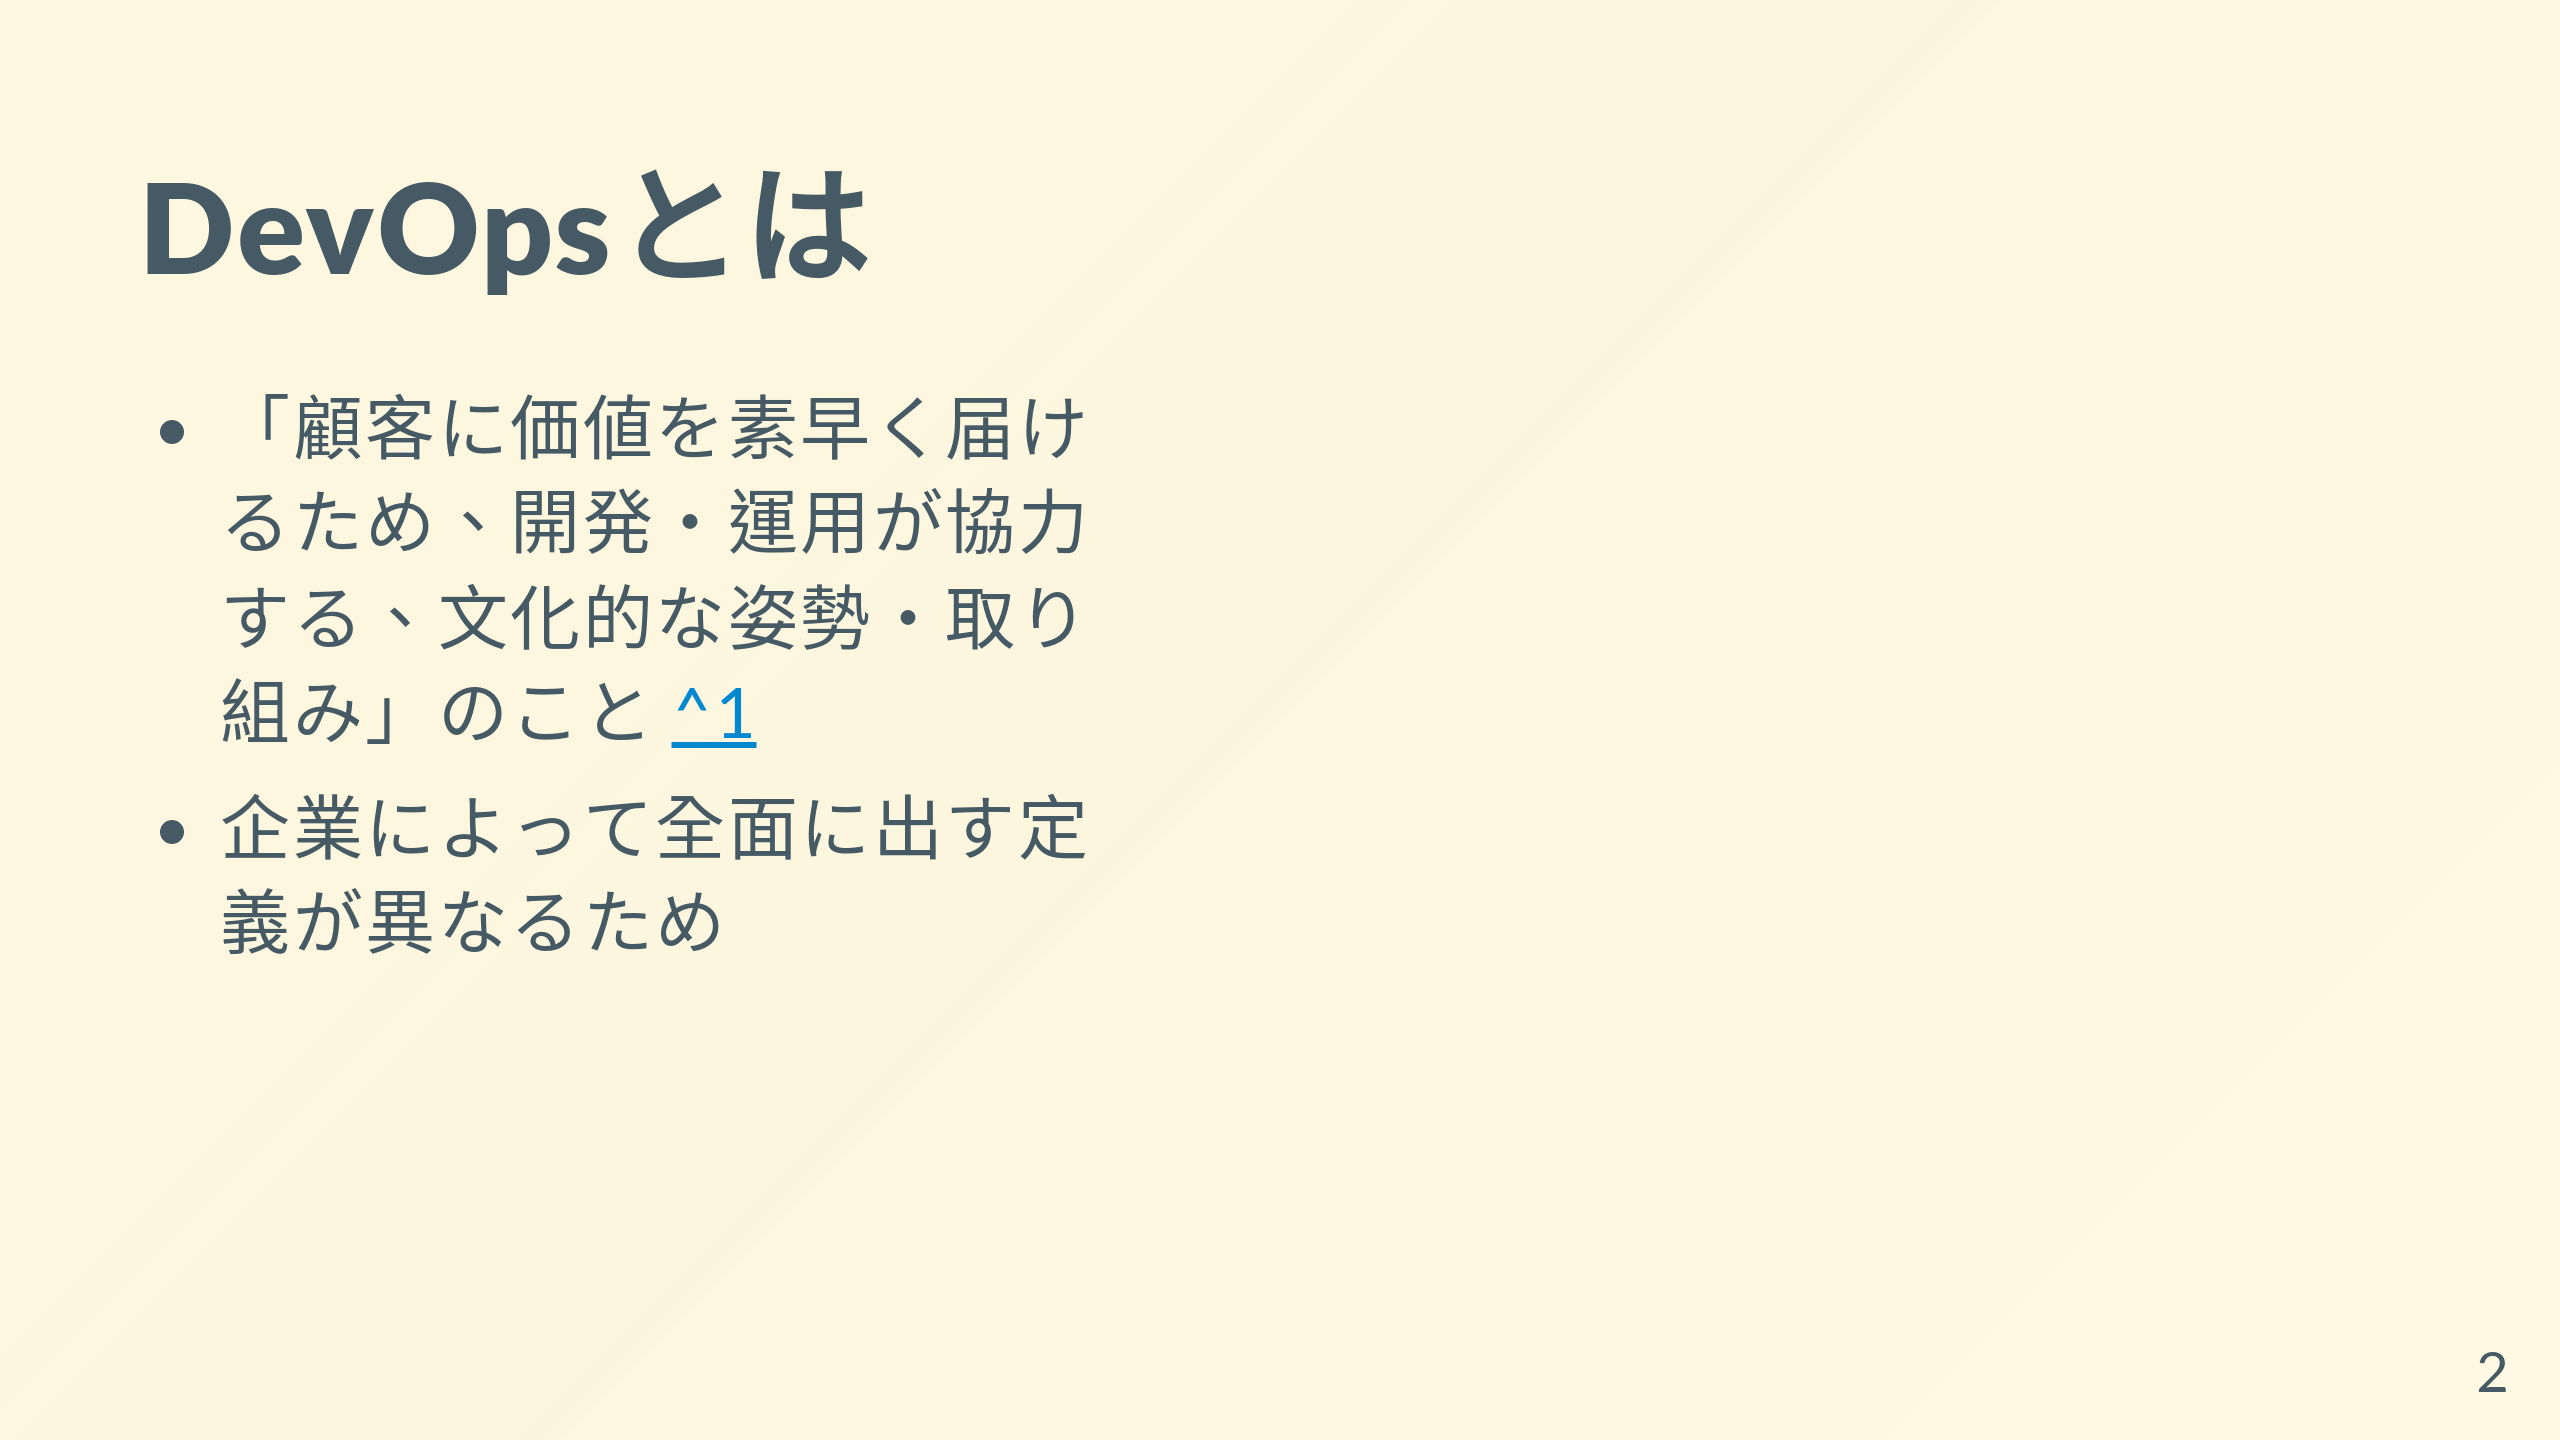 DevOpsとは
• 「顧客に価値を素早く届け
るため、開発・運用が協力
する、文化的な姿勢・取り
組み」のこと ^1
• 企業によって全面に出す定
義が異なるため
2